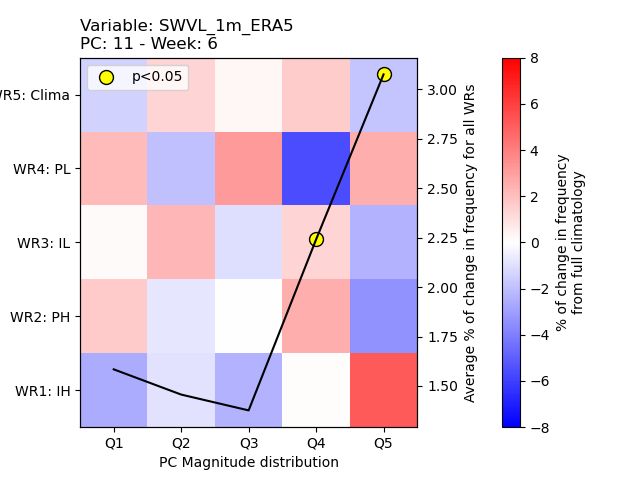 Variable: SWVL_1m_ERA5
PC: 11 - Week: 6
p<0.05
WR5: Clima
WR4: PL
WR3: IL
WR2: PH
WR1: IH
Q1 Q2 Q3 Q4 Q5
PC Magnitude distribution
3.00
2.75
2.50
2.25
2.00
1.75
1.50
Average % of change in frequency for all WRs
8
6
4
2
0
−2
−4
−6
−8
% of change in frequency
from full climatology